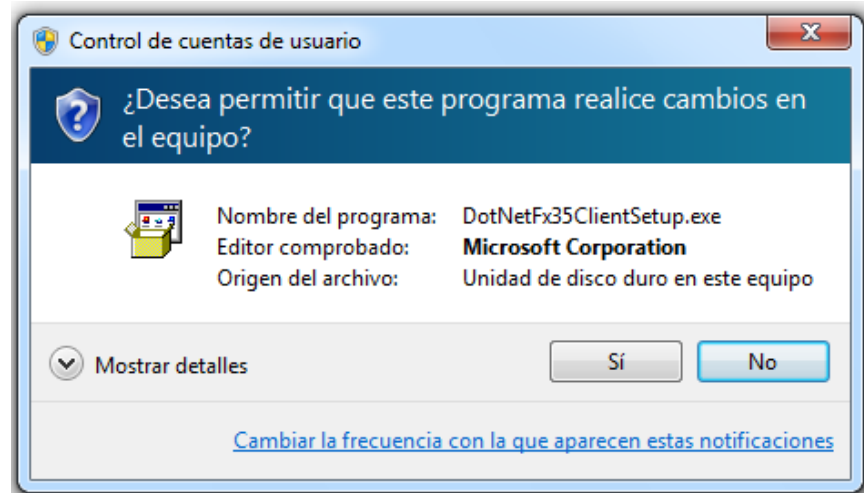 Control de cuentas de usuario
¿Desea permitir que este programa realice cambios en
el equipo?
Nombre del programa: DotNetFx35ClientSetup.exe
Editor comprobado: Microsoft Corporation
Origen del archivo: Unidad de disco duro en este equipo
Mostrar detalles Sí No
Cambiar la frecuencia con la que aparecen estas notificaciones